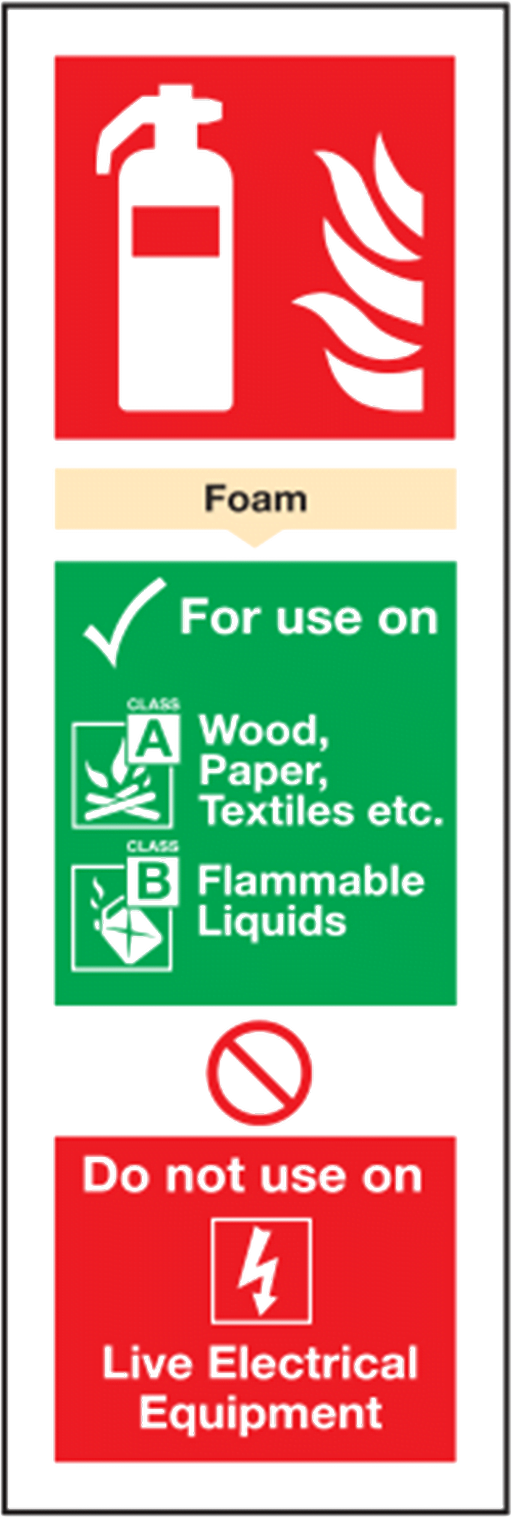 Foam
For use on
CLASS
A
Wood,
Paper,
Textiles etc.
CLASS
B
Flammable
Liquids
Do not use on
Live Electrical
Equipment